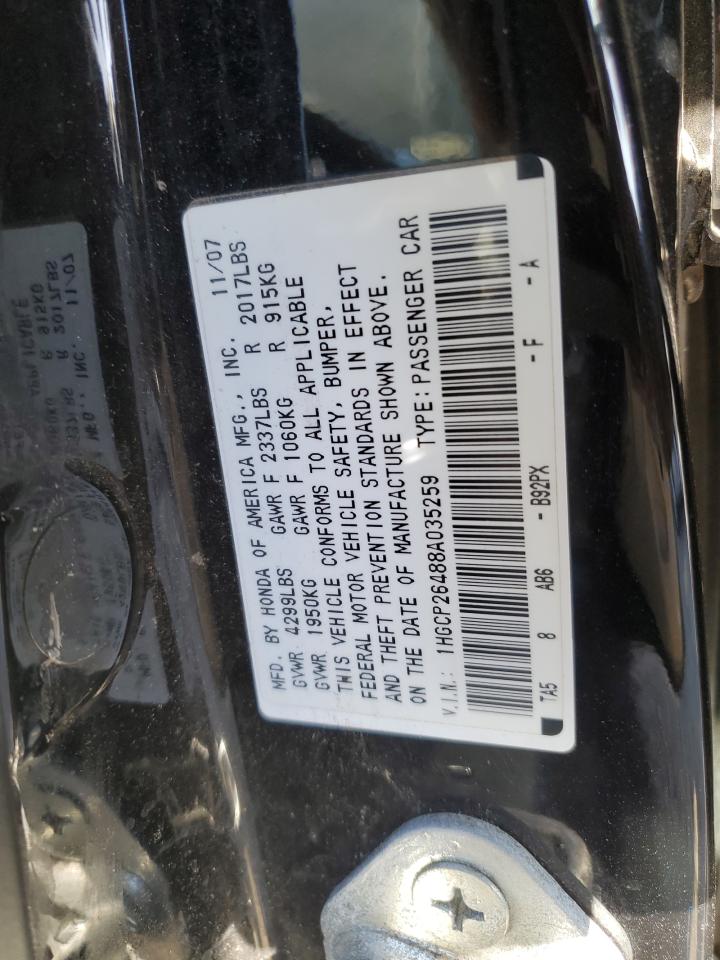 MFD. BY HONDA OF AMERICA MFG., INC. 11/07
GVWR 4299LBS GAWR F 2337LBS R 2017LBS
GVWR 1950KG GAWR F 1060KG R 915KG
THIS VEHICLE CONFORMS TO ALL APPLICABLE
FEDERAL MOTOR VEHICLE SAFETY, BUMPER,
AND THEFT PREVENTION STANDARDS IN EFFECT
ON THE DATE OF MANUFACTURE SHOWN ABOVE.
V.I.N.: 1HGCP26488A035259 TYPE:PASSENGER CAR
TA5 8 AB6 - B92PX - F - A